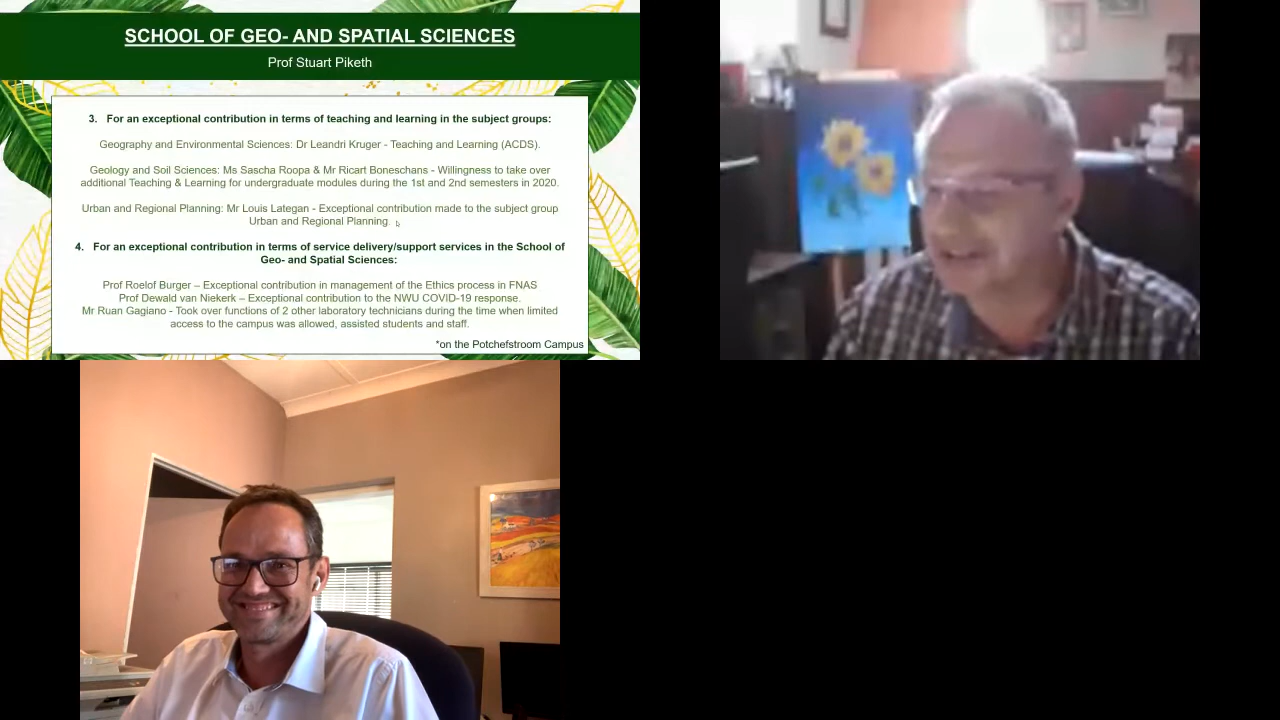 SCHOOL OF GEO- AND SPATIAL SCIENCES
Prof Stuart Piketh
3. For an exceptional contribution in terms of teaching and learning in the subject groups:
Geography and Environmental Sciences: Dr Leandri Kruger - Teaching and Learning (ACDS).
Geology and Soil Sciences: Ms Sascha Roopa & Mr Ricart Boneschans - Willingness to take over
additional Teaching & Learning for undergraduate modules during the 1st and 2nd semesters in 2020.
Urban and Regional Planning: Mr Louis Lategan - Exceptional contribution made to the subject group
Urban and Regional Planning.
4. For an exceptional contribution in terms of service delivery/support services in the School of
Geo- and Spatial Sciences:
Prof Roelof Burger – Exceptional contribution in management of the Ethics process in FNAS
Prof Dewald van Niekerk – Exceptional contribution to the NWU COVID-19 response.
Mr Ruan Gagiano - Took over functions of 2 other laboratory technicians during the time when limited
access to the campus was allowed, assisted students and staff.
*on the Potchefstroom Campus